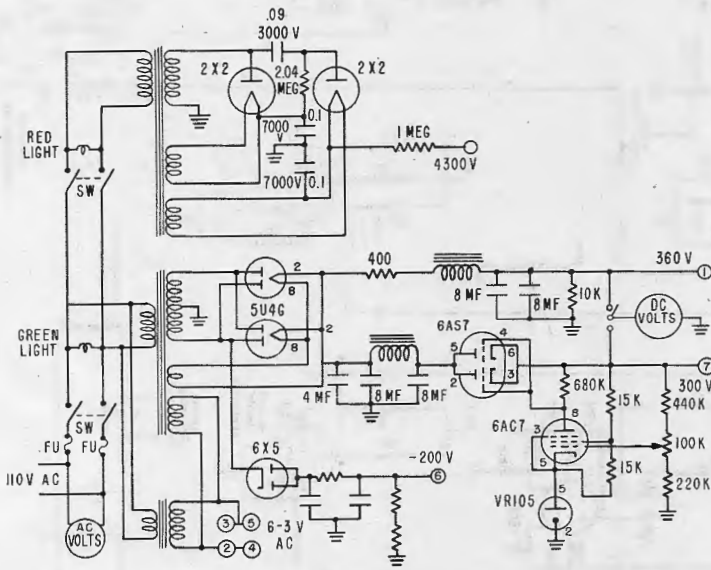 .09
3000 V
2X2
2.04
MEG
2X2
RED
LIGHT
7000
V
0.1
1 MEG
4300V
SW
7000V
0.1
2
400
360V
1
8
5U4G
8 MF
8 MF
10K
DC
VOLTS
GREEN
LIGHT
2
8
6AS7
4
5
6
2
3
7
300 V
4 MF
8 MF
8 MF
680K
15K
440K
SW
6AC7
8
3
100K
.FU
FU
6X5
-200V
6
5
15K
220K
110V AC
VR105
5
2
AC
VOLTS
3
5
6-3 V
AC
2
4